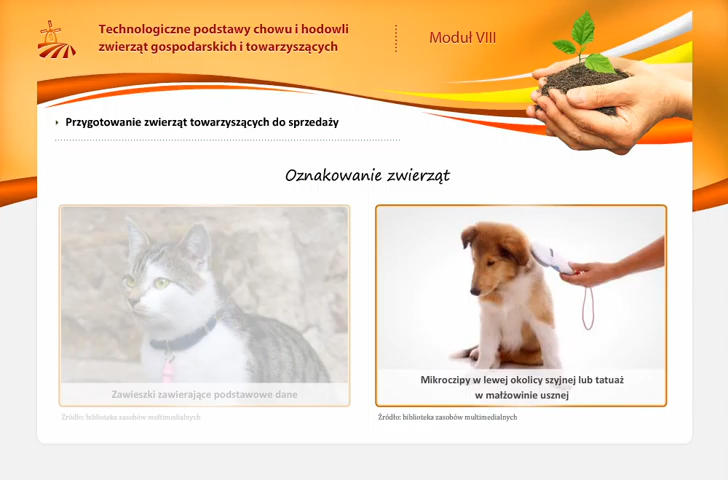 Technologiczne podstawy chowu i hodowli
zwierząt gospodarskich i towarzyszących
Moduł VIII
Przygotowanie zwierząt towarzyszących do sprzedaży
Oznakowanie zwierząt
Zawieszki zawierające podstawowe dane
Źródło: biblioteka zasobów multimedialnych
Mikroczipy w lewej okolicy szyjnej lub tatuaż
w małżowinie usznej
Źródło: biblioteka zasobów multimedialnych